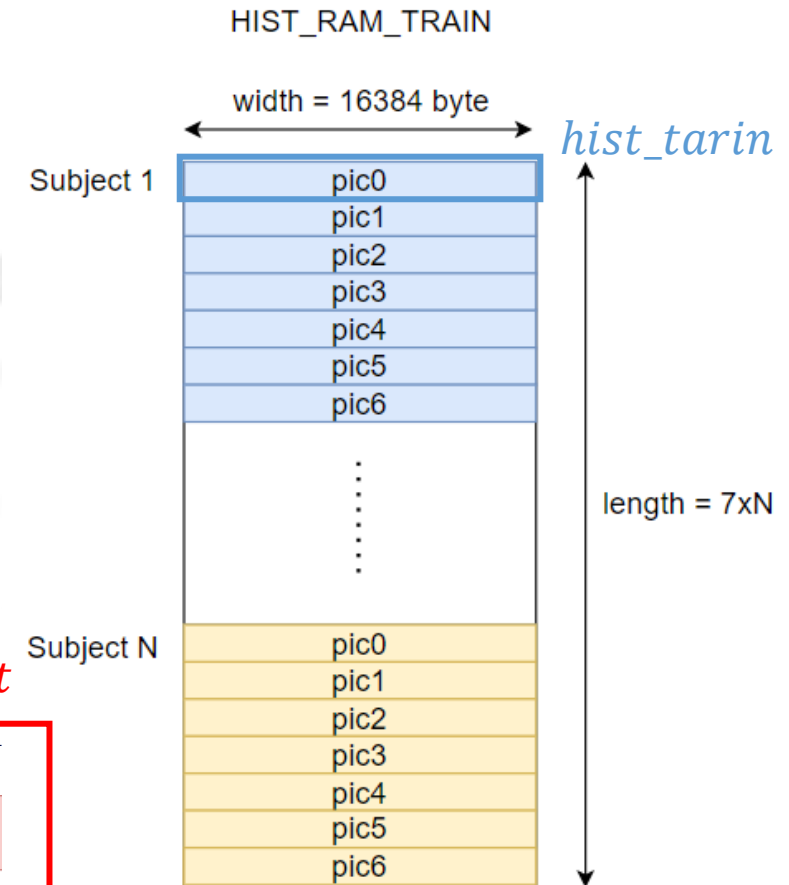 HIST_RAM_TRAIN
width = 16384 byte
hist_tarin
Subject 1
pic0
pic1
pic2
pic3
pic4
pic5
pic6
length = 7xN
Subject N
pic0
pic1
pic2
pic3
pic4
pic5
pic6
t